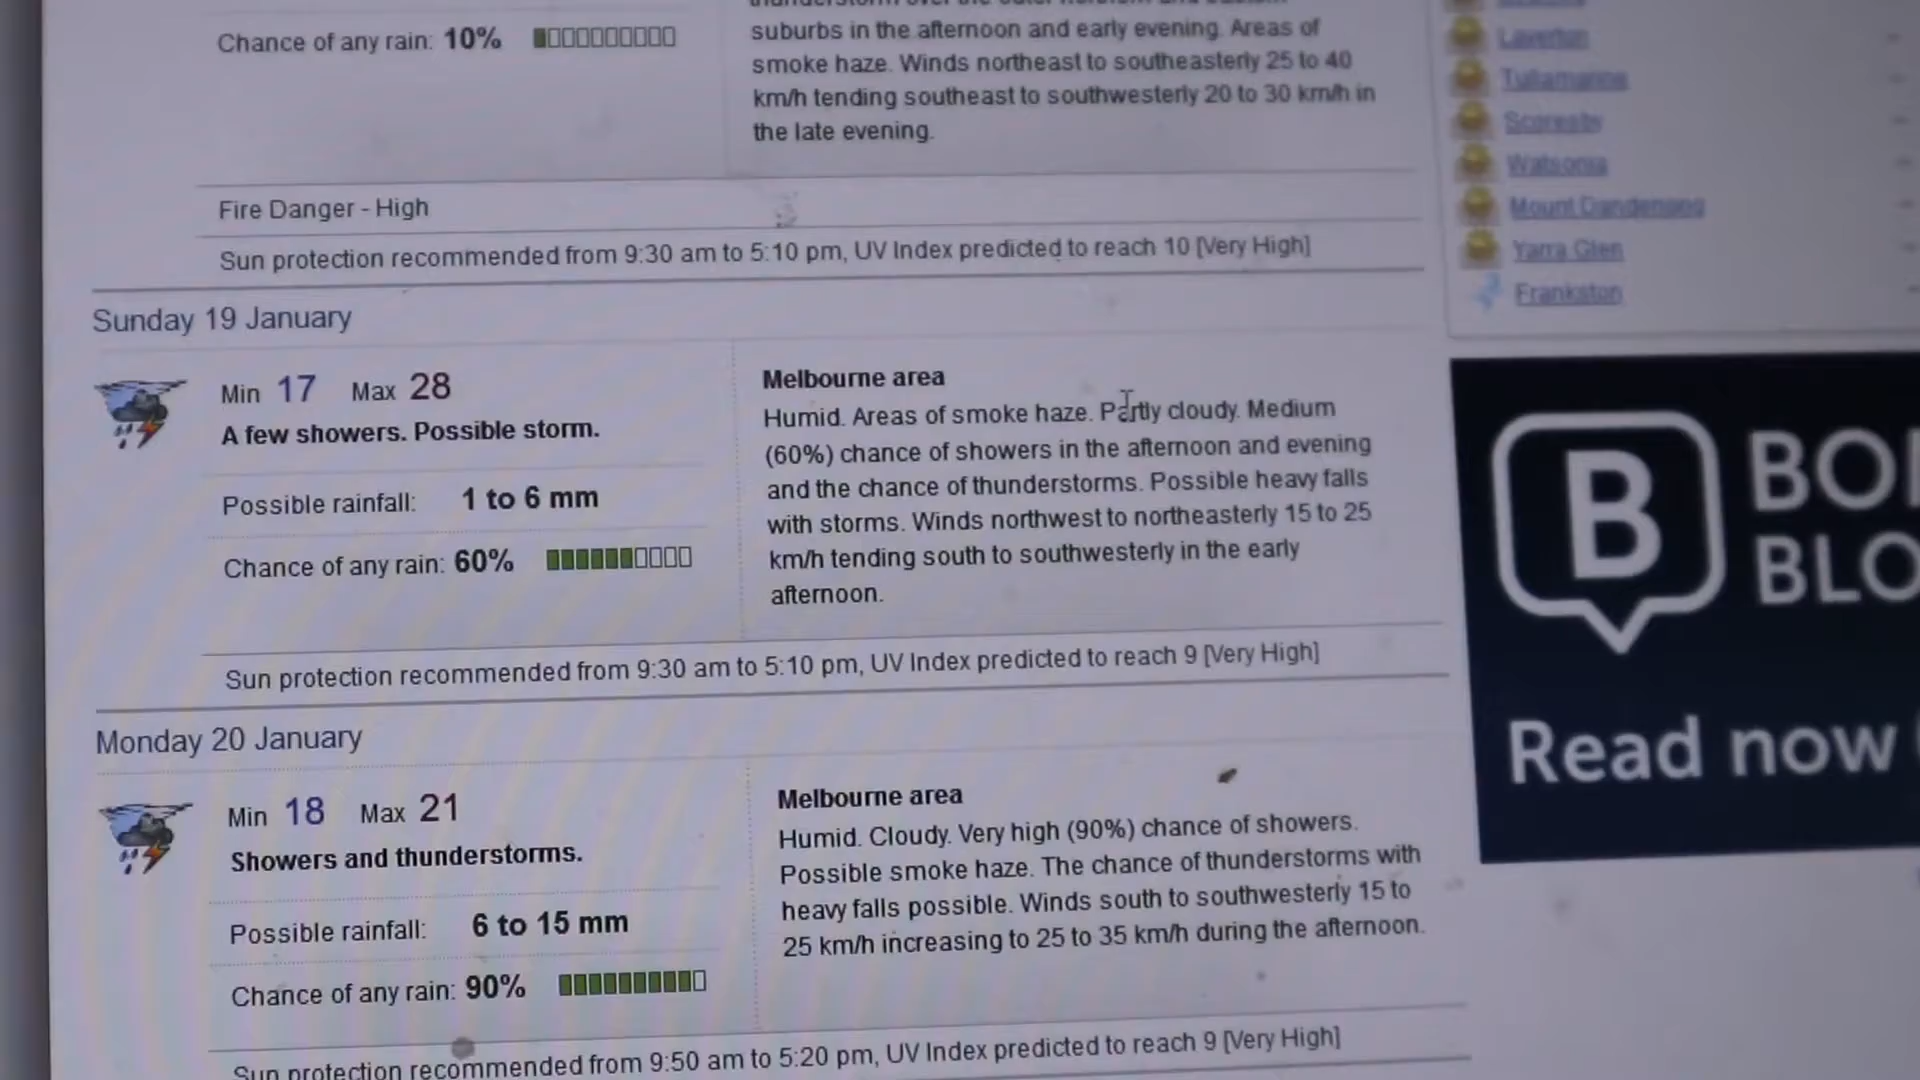 Chance of any rain: 10%
suburbs in the afternoon and early evening. Areas of
smoke haze. Winds northeast to southeasterly 25 to 40
km/h tending southeast to southwesterly 20 to 30 km/h in
the late evening.
Fire Danger - High
Sun protection recommended from 9:30 am to 5:10 pm, UV Index predicted to reach 10 [Very High]
Sunday 19 January
Min 17 Max 28
A few showers. Possible storm.
Possible rainfall: 1 to 6 mm
Chance of any rain: 60%
Melbourne area
Humid. Areas of smoke haze. Partly cloudy. Medium
(60%) chance of showers in the afternoon and evening
and the chance of thunderstorms. Possible heavy falls
with storms. Winds northwest to northeasterly 15 to 25
km/h tending south to southwesterly in the early
afternoon.
Sun protection recommended from 9:30 am to 5:10 pm, UV Index predicted to reach 9 [Very High]
Monday 20 January
Min 18 Max 21
Showers and thunderstorms.
Possible rainfall: 6 to 15 mm
Chance of any rain: 90%
Melbourne area
Humid. Cloudy. Very high (90%) chance of showers.
Possible smoke haze. The chance of thunderstorms with
heavy falls possible. Winds south to southwesterly 15 to
25 km/h increasing to 25 to 35 km/h during the afternoon.
Sun protection recommended from 9:50 am to 5:20 pm, UV Index predicted to reach 9 [Very High]
Laverton
Tullamarine
Scoresby
Watsonia
Mount Dandenong
Yarra Glen
Frankston
B
BO
BLO
Read now